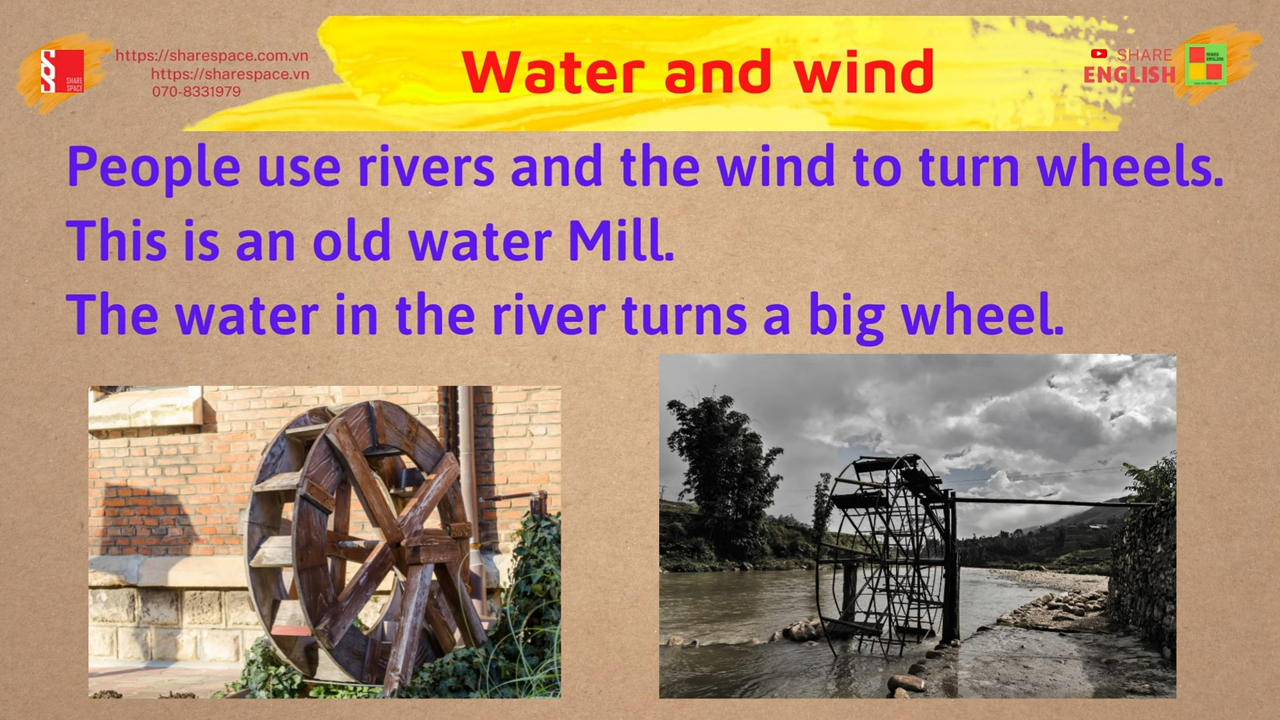 https://sharespace.com.vn
https://sharespace.vn
070-8331979
SHARE
SPACE
Water and wind
SHARE
ENGLISH
People use rivers and the wind to turn wheels.
This is an old water Mill.
The water in the river turns a big wheel.